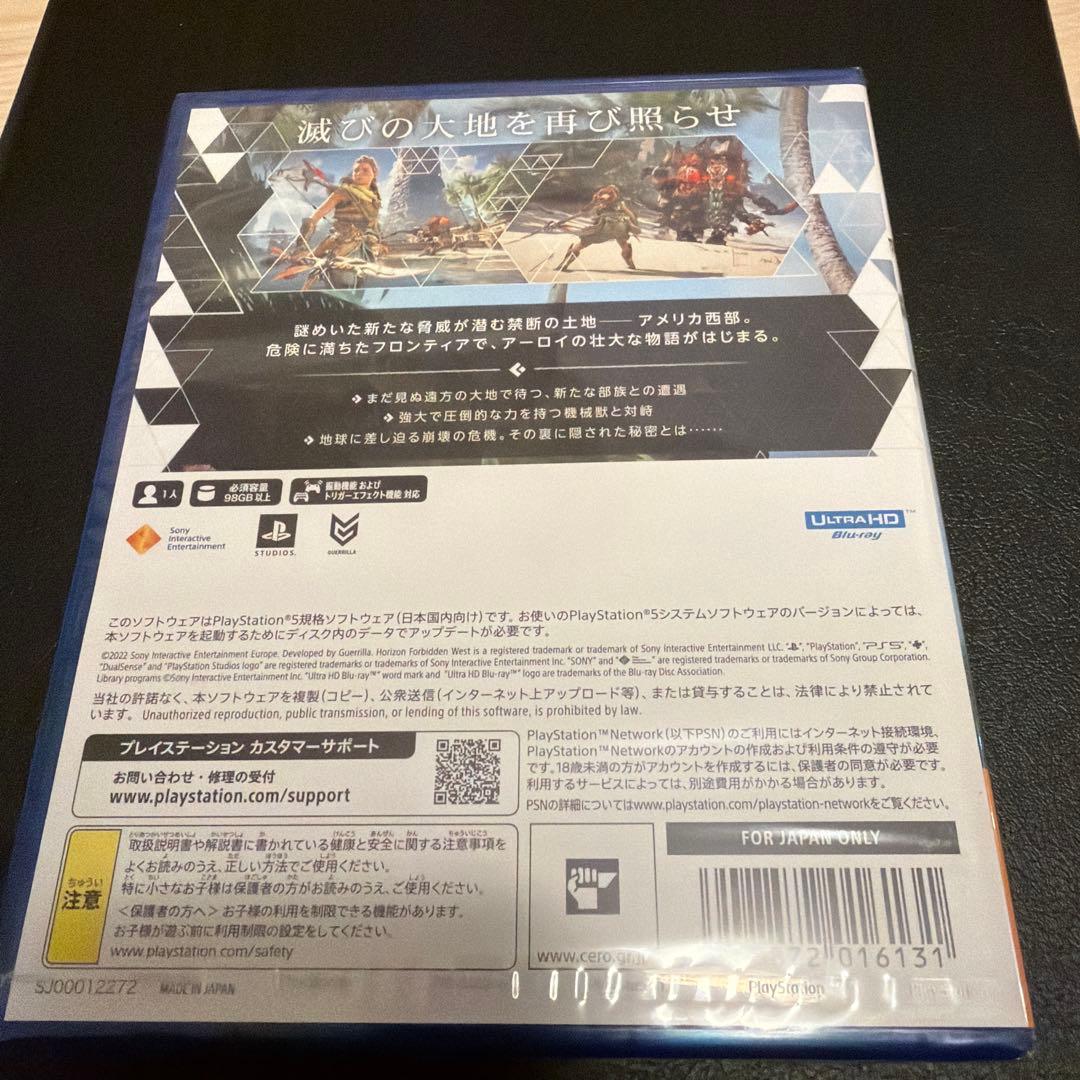 滅びの大地を再び照らせ
謎めいた新たな脅威が潜む禁断の土地── アメリカ西部。
危険に満ちたフロンティアで、アーロイの壮大な物語がはじまる。
まだ見ぬ遠方の大地で待つ、新たな部族との遭遇
強大で圧倒的な力を持つ機械獣と対峙
地球に差し迫る崩壊の危機。その裏に隠された秘密とは……
1人
必須容量
98GB以上
振動機能 および
トリガーエフェクト機能 対応
Sony
Interactive
Entertainment
STUDIOS.
GUERRILLA
ULTRA HD™
Blu-ray
このソフトウェアはPlayStation®5規格ソフトウェア(日本国内向け)です。お使いのPlayStation®5システムソフトウェアのバージョンによっては、
本ソフトウェアを起動するためにディスク内のデータでアップデートが必要です。
©2022 Sony Interactive Entertainment Europe. Developed by Guerrilla. Horizon Forbidden West is a registered trademark or trademark of Sony Interactive Entertainment LLC. "", "PlayStation", "PS5", "",
"DualSense" and "PlayStation Studios logo" are registered trademarks or trademarks of Sony Interactive Entertainment Inc. "SONY" and "" are registered trademarks or trademarks of Sony Group Corporation.
Library programs ©Sony Interactive Entertainment Inc. "Ultra HD Blu-ray™" word mark and "Ultra HD Blu-ray™" logo are trademarks of the Blu-ray Disc Association.
当社の許諾なく、本ソフトウェアを複製(コピー)、公衆送信(インターネット上アップロード等)、または貸与することは、法律により禁止されて
います。 Unauthorized reproduction, public transmission, or lending of this software, is prohibited by law.
プレイステーション カスタマーサポート
お問い合わせ・修理の受付
www.playstation.com/support
PlayStation™Network(以下PSN)のご利用にはインターネット接続環境、
PlayStation™Networkのアカウントの作成および利用条件の遵守が必要
です。18歳未満の方がアカウントを作成するには、保護者の同意が必要です。
利用するサービスによっては、別途費用がかかる場合があります。
PSNの詳細についてはwww.playstation.com/playstation-networkをご覧ください。
ちゅうい
注意
とりあつかいせつめいしょ かいせつしょ か けんこう あんぜん かん ちゅういじこう
取扱説明書や解説書に書かれている健康と安全に関する注意事項を
よくお読みのうえ、正しい方法でご使用ください。
特に小さなお子様は保護者の方がお読みのうえ、ご使用ください。
<保護者の方へ> お子様の利用を制限できる機能があります。
お子様が遊ぶ前に利用制限の設定をしてください。
www.playstation.com/safety
www.cero.gr.jp
FOR JAPAN ONLY
72 016131
SJ00012272 MADE IN JAPAN
PlayStation